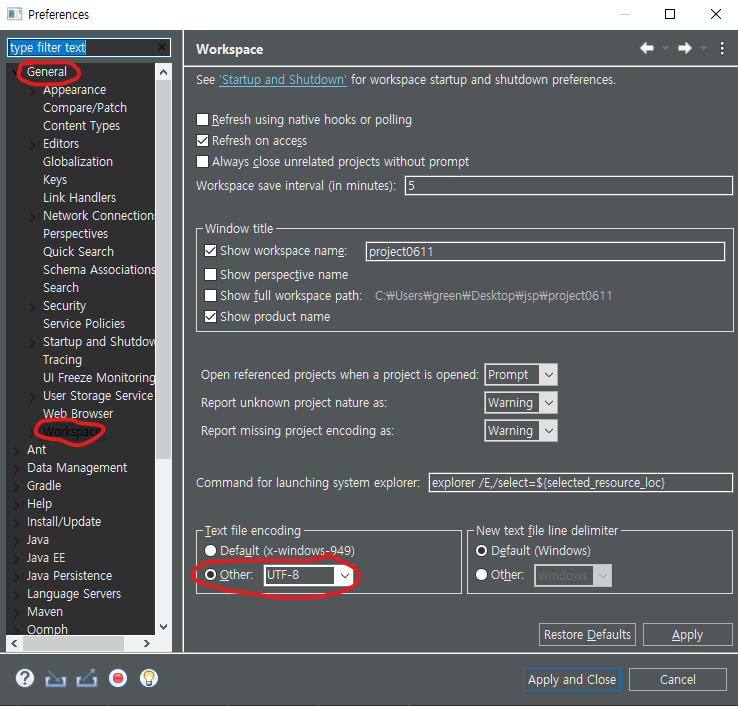 Preferences
type filter text
General
Appearance
Compare/Patch
Content Types
Editors
Globalization
Keys
Link Handlers
Network Connection
Perspectives
Quick Search
Schema Associations
Search
Security
Service Policies
Startup and Shutdow
Tracing
UI Freeze Monitoring
User Storage Service
Web Browser
Workspace
Ant
Data Management
Gradle
Help
Install/Update
Java
Java EE
Java Persistence
Language Servers
Maven
Oomph
Workspace
See 'Startup and Shutdown' for workspace startup and shutdown preferences.
Refresh using native hooks or polling
Refresh on access
Always close unrelated projects without prompt
Workspace save interval (in minutes): 5
Window title
Show workspace name: project0611
Show perspective name
Show full workspace path: C:₩Users₩green₩Desktop₩jsp₩project0611
Show product name
Open referenced projects when a project is opened: Prompt
Report unknown project nature as: Warning
Report missing project encoding as: Warning
Command for launching system explorer: explorer /E,/select=${selected_resource_loc}
Text file encoding
Default (x-windows-949)
Other: UTF-8
New text file line delimiter
Default (Windows)
Other: Windows
Restore Defaults Apply
Apply and Close Cancel